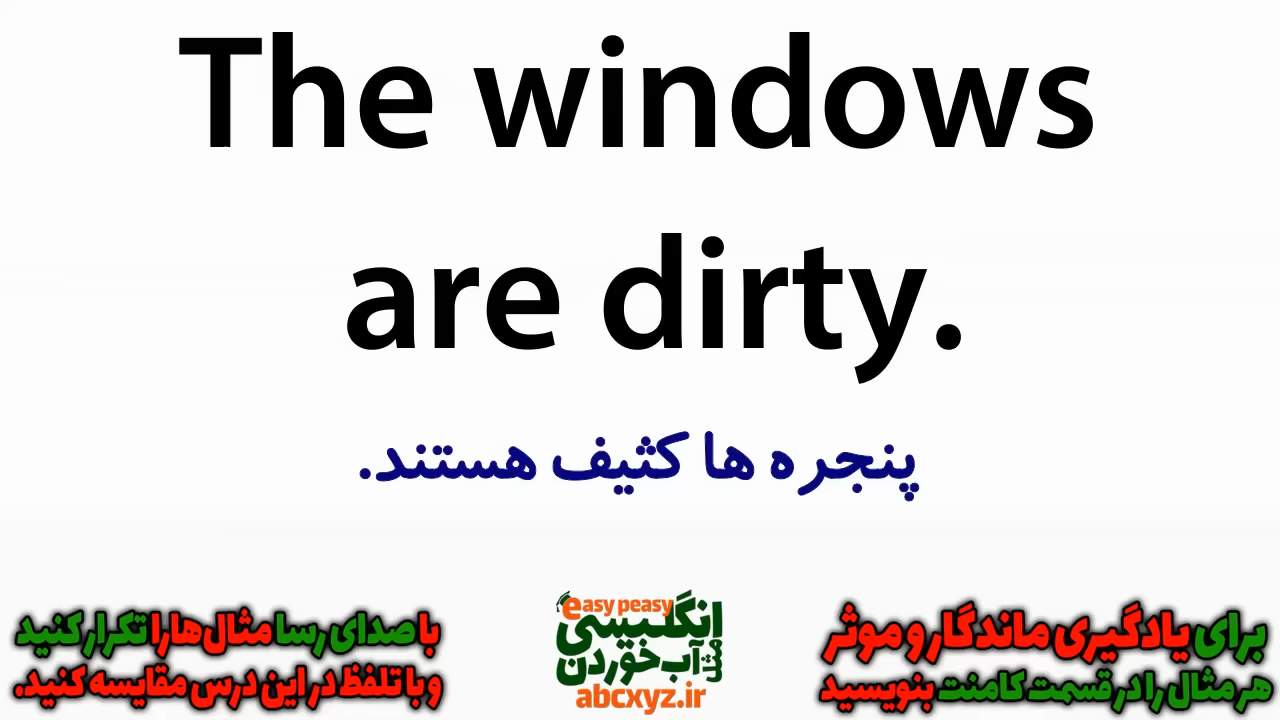 The windows
are dirty.
پنجره ها کثیف هستند.
برای یادگیری ماندگار و موثر
هر مثال را در قسمت کامنت بنویسید
easy peasy
انگلیسی
مثل آب خوردن
abcxyz.ir
با صدای رسا مثال‌ها را تکرار کنید
و با تلفظ در این درس مقایسه کنید.